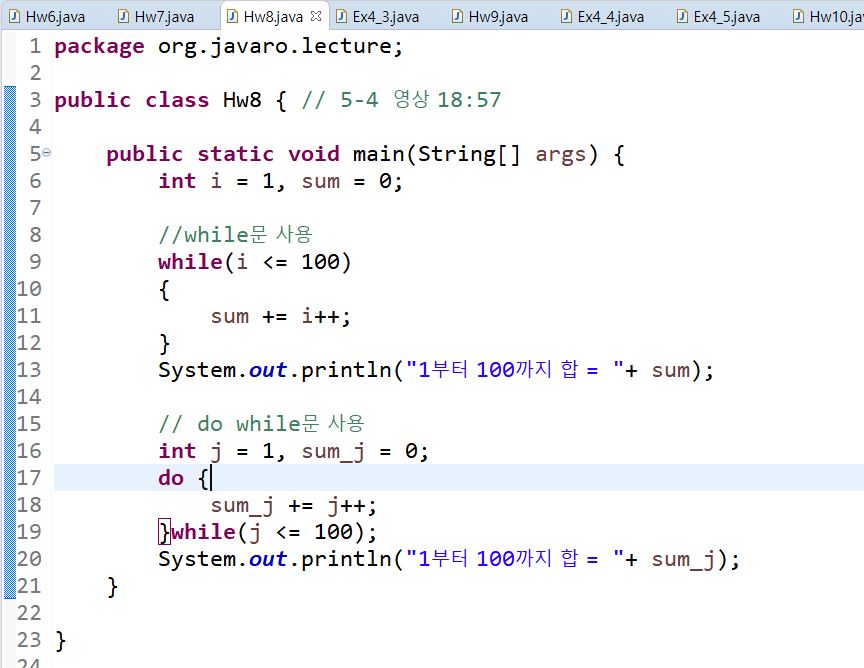 Hw6.java Hw7.java Hw8.java Ex4_3.java Hw9.java Ex4_4.java Ex4_5.java Hw10.jav
1 package org.javaro.lecture;
2
3 public class Hw8 { // 5-4 영상 18:57
4
5 public static void main(String[] args) {
6 int i = 1, sum = 0;
7
8 //while문 사용
9 while(i <= 100)
10 {
11 sum += i++;
12 }
13 System.out.println("1부터 100까지 합 = "+ sum);
14
15 // do while문 사용
16 int j = 1, sum_j = 0;
17 do {
18 sum_j += j++;
19 }while(j <= 100);
20 System.out.println("1부터 100까지 합 = "+ sum_j);
21 }
22
23 }
24